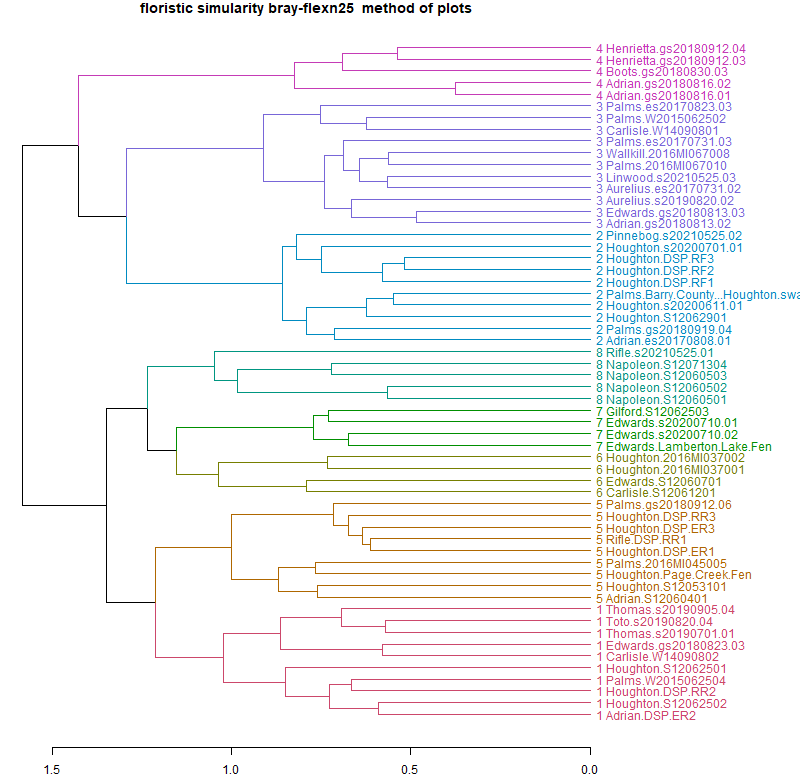 floristic simularity bray-flexn25  method of plots
4 Henrietta.gs20180912.04
4 Henrietta.gs20180912.03
4 Boots.gs20180830.03
4 Adrian.gs20180816.02
4 Adrian.gs20180816.01
3 Palms.es20170823.03
3 Palms.W2015062502
3 Carlisle.W14090801
3 Palms.es20170731.03
3 Wallkill.2016MI067008
3 Palms.2016MI067010
3 Linwood.s20210525.03
3 Aurelius.es20170731.02
3 Aurelius.s20190820.02
3 Edwards.gs20180813.03
3 Adrian.gs20180813.02
2 Pinnebog.s20210525.02
2 Houghton.s20200701.01
2 Houghton.DSP.RF3
2 Houghton.DSP.RF2
2 Houghton.DSP.RF1
2 Palms.Barry.County...Houghton.swa
2 Houghton.s20200611.01
2 Houghton.S12062901
2 Palms.gs20180919.04
2 Adrian.es20170808.01
8 Rifle.s20210525.01
8 Napoleon.S12071304
8 Napoleon.S12060503
8 Napoleon.S12060502
8 Napoleon.S12060501
7 Gilford.S12062503
7 Edwards.s20200710.01
7 Edwards.s20200710.02
7 Edwards.Lamberton.Lake.Fen
6 Houghton.2016MI037002
6 Houghton.2016MI037001
6 Edwards.S12060701
6 Carlisle.S12061201
5 Palms.gs20180912.06
5 Houghton.DSP.RR3
5 Houghton.DSP.ER3
5 Rifle.DSP.RR1
5 Houghton.DSP.ER1
5 Palms.2016MI045005
5 Houghton.Page.Creek.Fen
5 Houghton.S12053101
5 Adrian.S12060401
1 Thomas.s20190905.04
1 Toto.s20190820.04
1 Thomas.s20190701.01
1 Edwards.gs20180823.03
1 Carlisle.W14090802
1 Houghton.S12062501
1 Palms.W2015062504
1 Houghton.DSP.RR2
1 Houghton.S12062502
1 Adrian.DSP.ER2
1.5 1.0 0.5 0.0